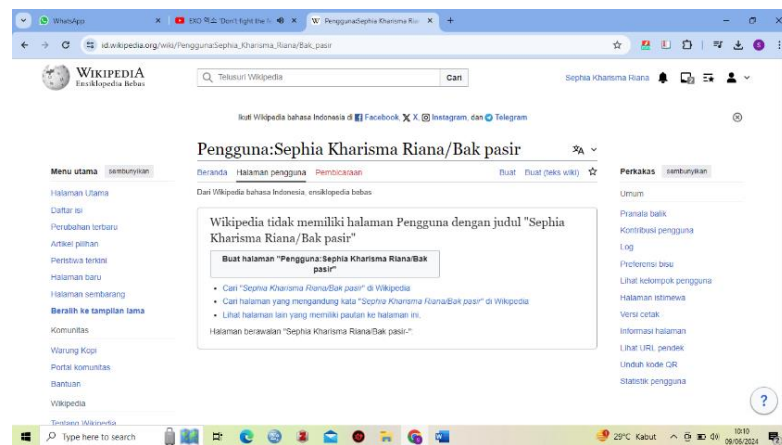 WhatsApp
EXO 엑소 'Don't fight the f
Pengguna:Sephia Kharisma Ria
id.wikipedia.org/wiki/Pengguna:Sephia_Kharisma_Riana/Bak_pasir
WIKIPEDIA
Ensiklopedia Bebas
Telusuri Wikipedia
Cari
Sephia Kharisma Riana
Ikuti Wikipedia bahasa Indonesia di Facebook, X, Instagram, dan Telegram
Pengguna:Sephia Kharisma Riana/Bak pasir
Menu utama sembunyikan
Halaman Utama
Daftar isi
Perubahan terbaru
Artikel pilihan
Peristiwa terkini
Halaman baru
Halaman sembarang
Beralih ke tampilan lama
Komunitas
Warung Kopi
Portal komunitas
Bantuan
Wikipedia
Tentang Wikipedia
Beranda Halaman pengguna Pembicaraan
Buat Buat (teks wiki)
Dari Wikipedia bahasa Indonesia, ensiklopedia bebas
Wikipedia tidak memiliki halaman Pengguna dengan judul "Sephia
Kharisma Riana/Bak pasir"
Buat halaman "Pengguna:Sephia Kharisma Riana/Bak
pasir"
Cari "Sephia Kharisma Riana/Bak pasir" di Wikipedia
Cari halaman yang mengandung kata "Sephia Kharisma Riana/Bak pasir" di Wikipedia
Lihat halaman lain yang memiliki pautan ke halaman ini.
Halaman berawalan "Sephia Kharisma Riana/Bak pasir-":
Perkakas sembunyikan
Umum
Pranala balik
Kontribusi pengguna
Log
Preferensi bisu
Lihat kelompok pengguna
Halaman istimewa
Versi cetak
Informasi halaman
Lihat URL pendek
Unduh kode QR
Statistik pengguna
?
Type here to search
29°C Kabut
10:10
09/06/2024